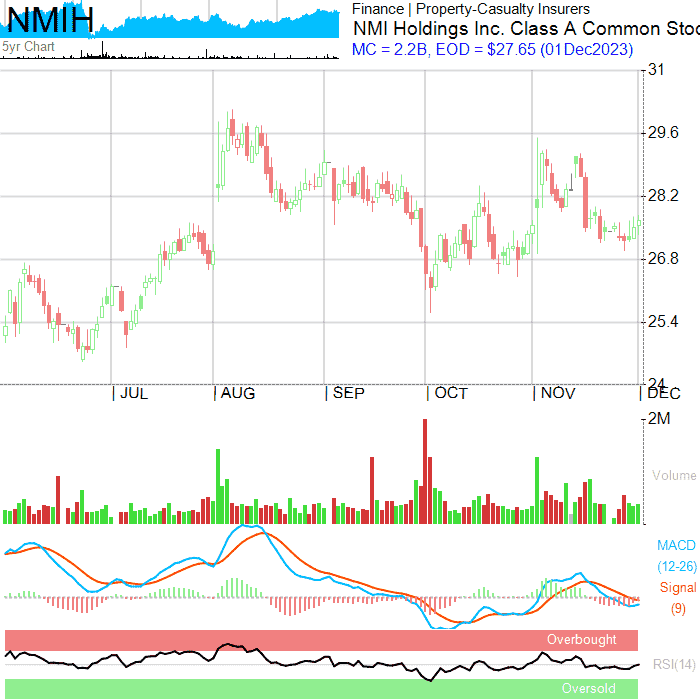 NMIH
5yr Chart
Finance | Property-Casualty Insurers
NMI Holdings Inc. Class A Common Stoc
MC = 2.2B, EOD = $27.65 (01Dec2023)
31
29.6
28.2
26.8
25.4
24
| JUL | AUG | SEP | OCT | NOV | DEC
2M
Volume
MACD
(12-26)
Signal
(9)
Overbought
RSI(14)
Oversold